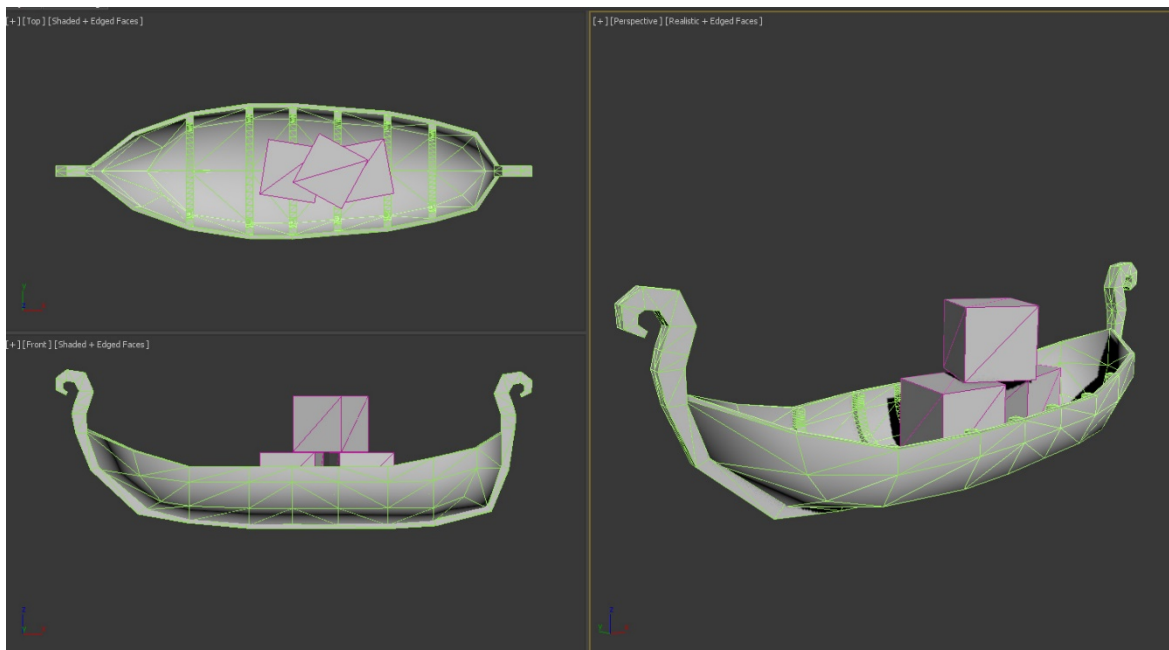 [+] [Top] [Shaded + Edged Faces]
[+] [Perspective] [Realistic + Edged Faces]
[+] [Front] [Shaded + Edged Faces]